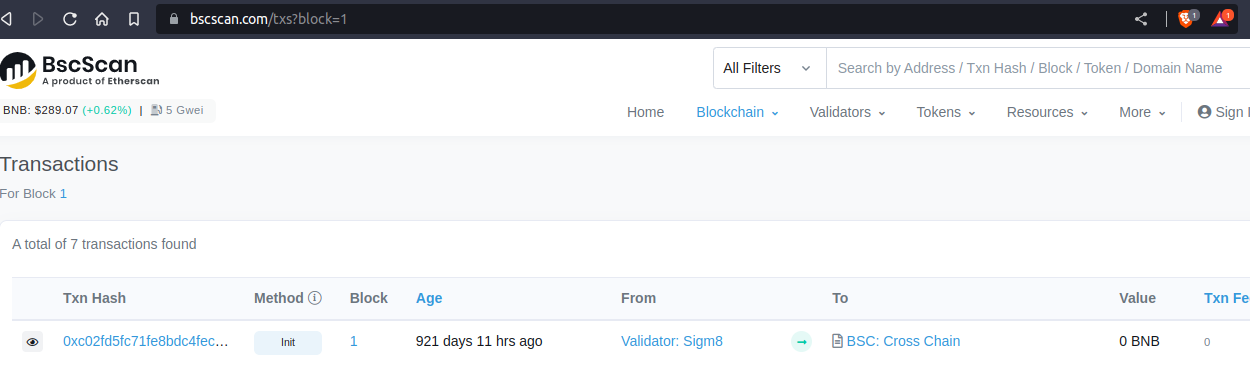 bscscan.com/txs?block=1
1
1
BscScan
A product of Etherscan
All Filters
Search by Address / Txn Hash / Block / Token / Domain Name
BNB: $289.07 (+0.62%) | 5 Gwei
Home Blockchain Validators Tokens Resources More Sign I
Transactions
For Block 1
A total of 7 transactions found
Txn Hash Method Block Age From To Value Txn Fe
0xc02fd5fc71fe8bdc4fec... Init 1 921 days 11 hrs ago Validator: Sigm8 BSC: Cross Chain 0 BNB 0